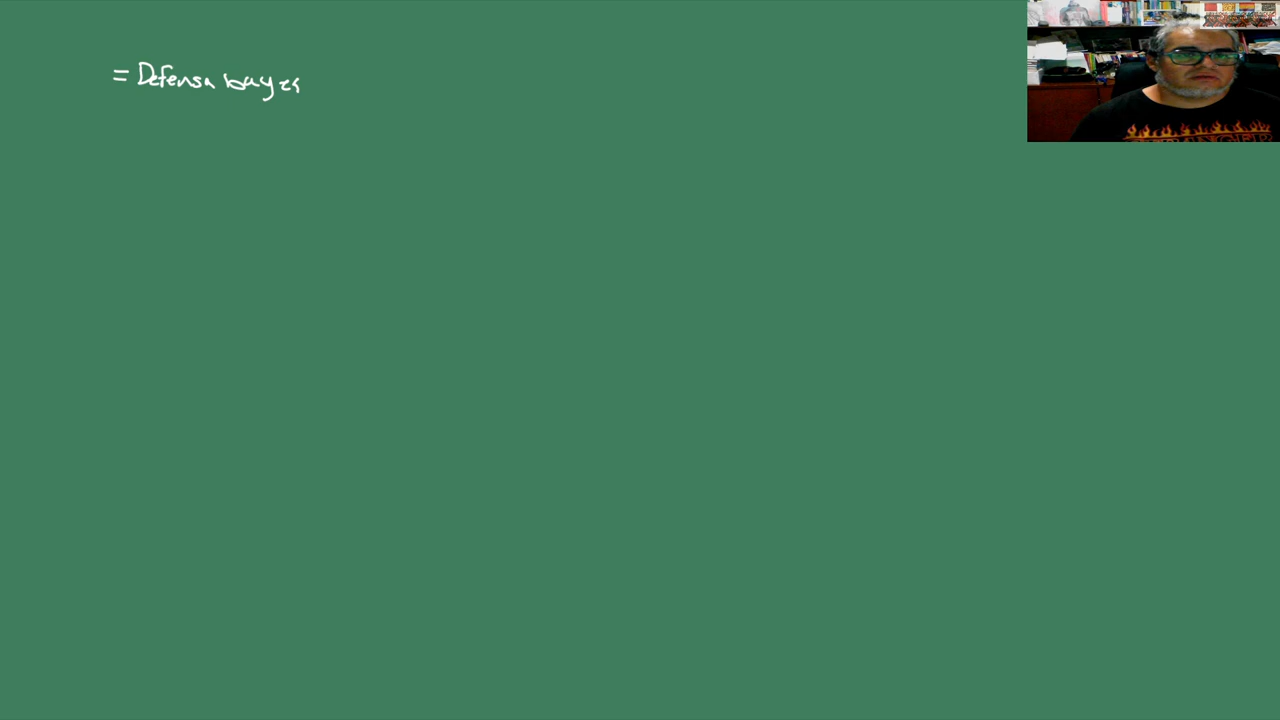 = Defensa bayes